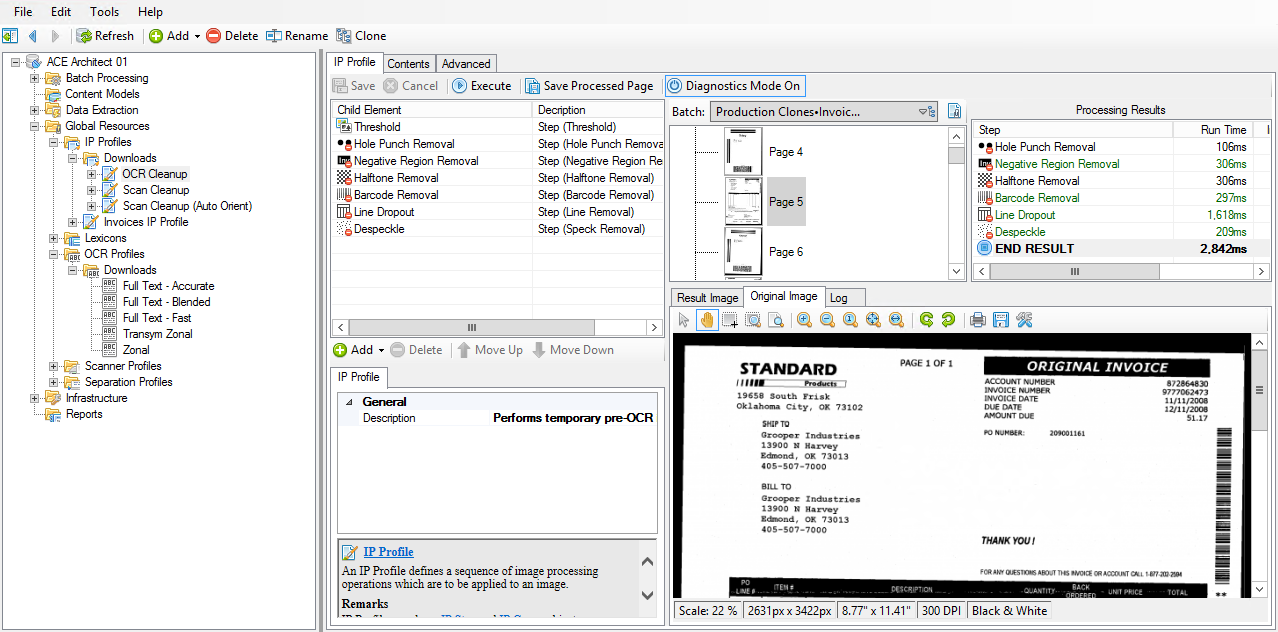 File Edit Tools Help
Refresh Add Delete Rename Clone
ACE Architect 01
Batch Processing
Content Models
Data Extraction
Global Resources
IP Profiles
Downloads
OCR Cleanup
Scan Cleanup
Scan Cleanup (Auto Orient)
Invoices IP Profile
Lexicons
OCR Profiles
Downloads
Full Text - Accurate
Full Text - Blended
Full Text - Fast
Transym Zonal
Zonal
Scanner Profiles
Separation Profiles
Infrastructure
Reports
IP Profile Contents Advanced
Save Cancel Execute Save Processed Page Diagnostics Mode On
Child Element Decription
Threshold Step (Threshold)
Hole Punch Removal Step (Hole Punch Remova
Negative Region Removal Step (Negative Region Re
Halftone Removal Step (Halftone Removal)
Barcode Removal Step (Barcode Removal)
Line Dropout Step (Line Removal)
Despeckle Step (Speck Removal)
Add Delete Move Up Move Down
IP Profile
General
Description Performs temporary pre-OCR
IP Profile
An IP Profile defines a sequence of image processing
operations which are to be applied to an image.
Remarks
Batch: Production Clones•Invoic...
Page 4
Page 5
Page 6
Processing Results
Step Run Time
Hole Punch Removal 106ms
Negative Region Removal 306ms
Halftone Removal 306ms
Barcode Removal 297ms
Line Dropout 1,618ms
Despeckle 209ms
END RESULT 2,842ms
Result Image Original Image Log
STANDARD
Products
19658 South Frisk
Oklahoma City, OK 73102
SHIP TO
Grooper Industries
13900 N Harvey
Edmond, OK 73013
405-507-7000
BILL TO
Grooper Industries
13900 N Harvey
Edmond, OK 73013
405-507-7000
PAGE 1 OF 1
ORIGINAL INVOICE
ACCOUNT NUMBER 872864830
INVOICE NUMBER 9777062473
INVOICE DATE 11/11/2008
DUE DATE 12/11/2008
AMOUNT DUE 51.17
PO NUMBER: 209001161
THANK YOU !
FOR ANY QUESTIONS ABOUT THIS INVOICE OR ACCOUNT CALL 1-877-202-2594
PO LINE # ITEM # DESCRIPTION QUANTITY BACK ORDERED UNIT PRICE TOTAL
**
Scale: 22 % 2631px x 3422px 8.77" x 11.41" 300 DPI Black & White